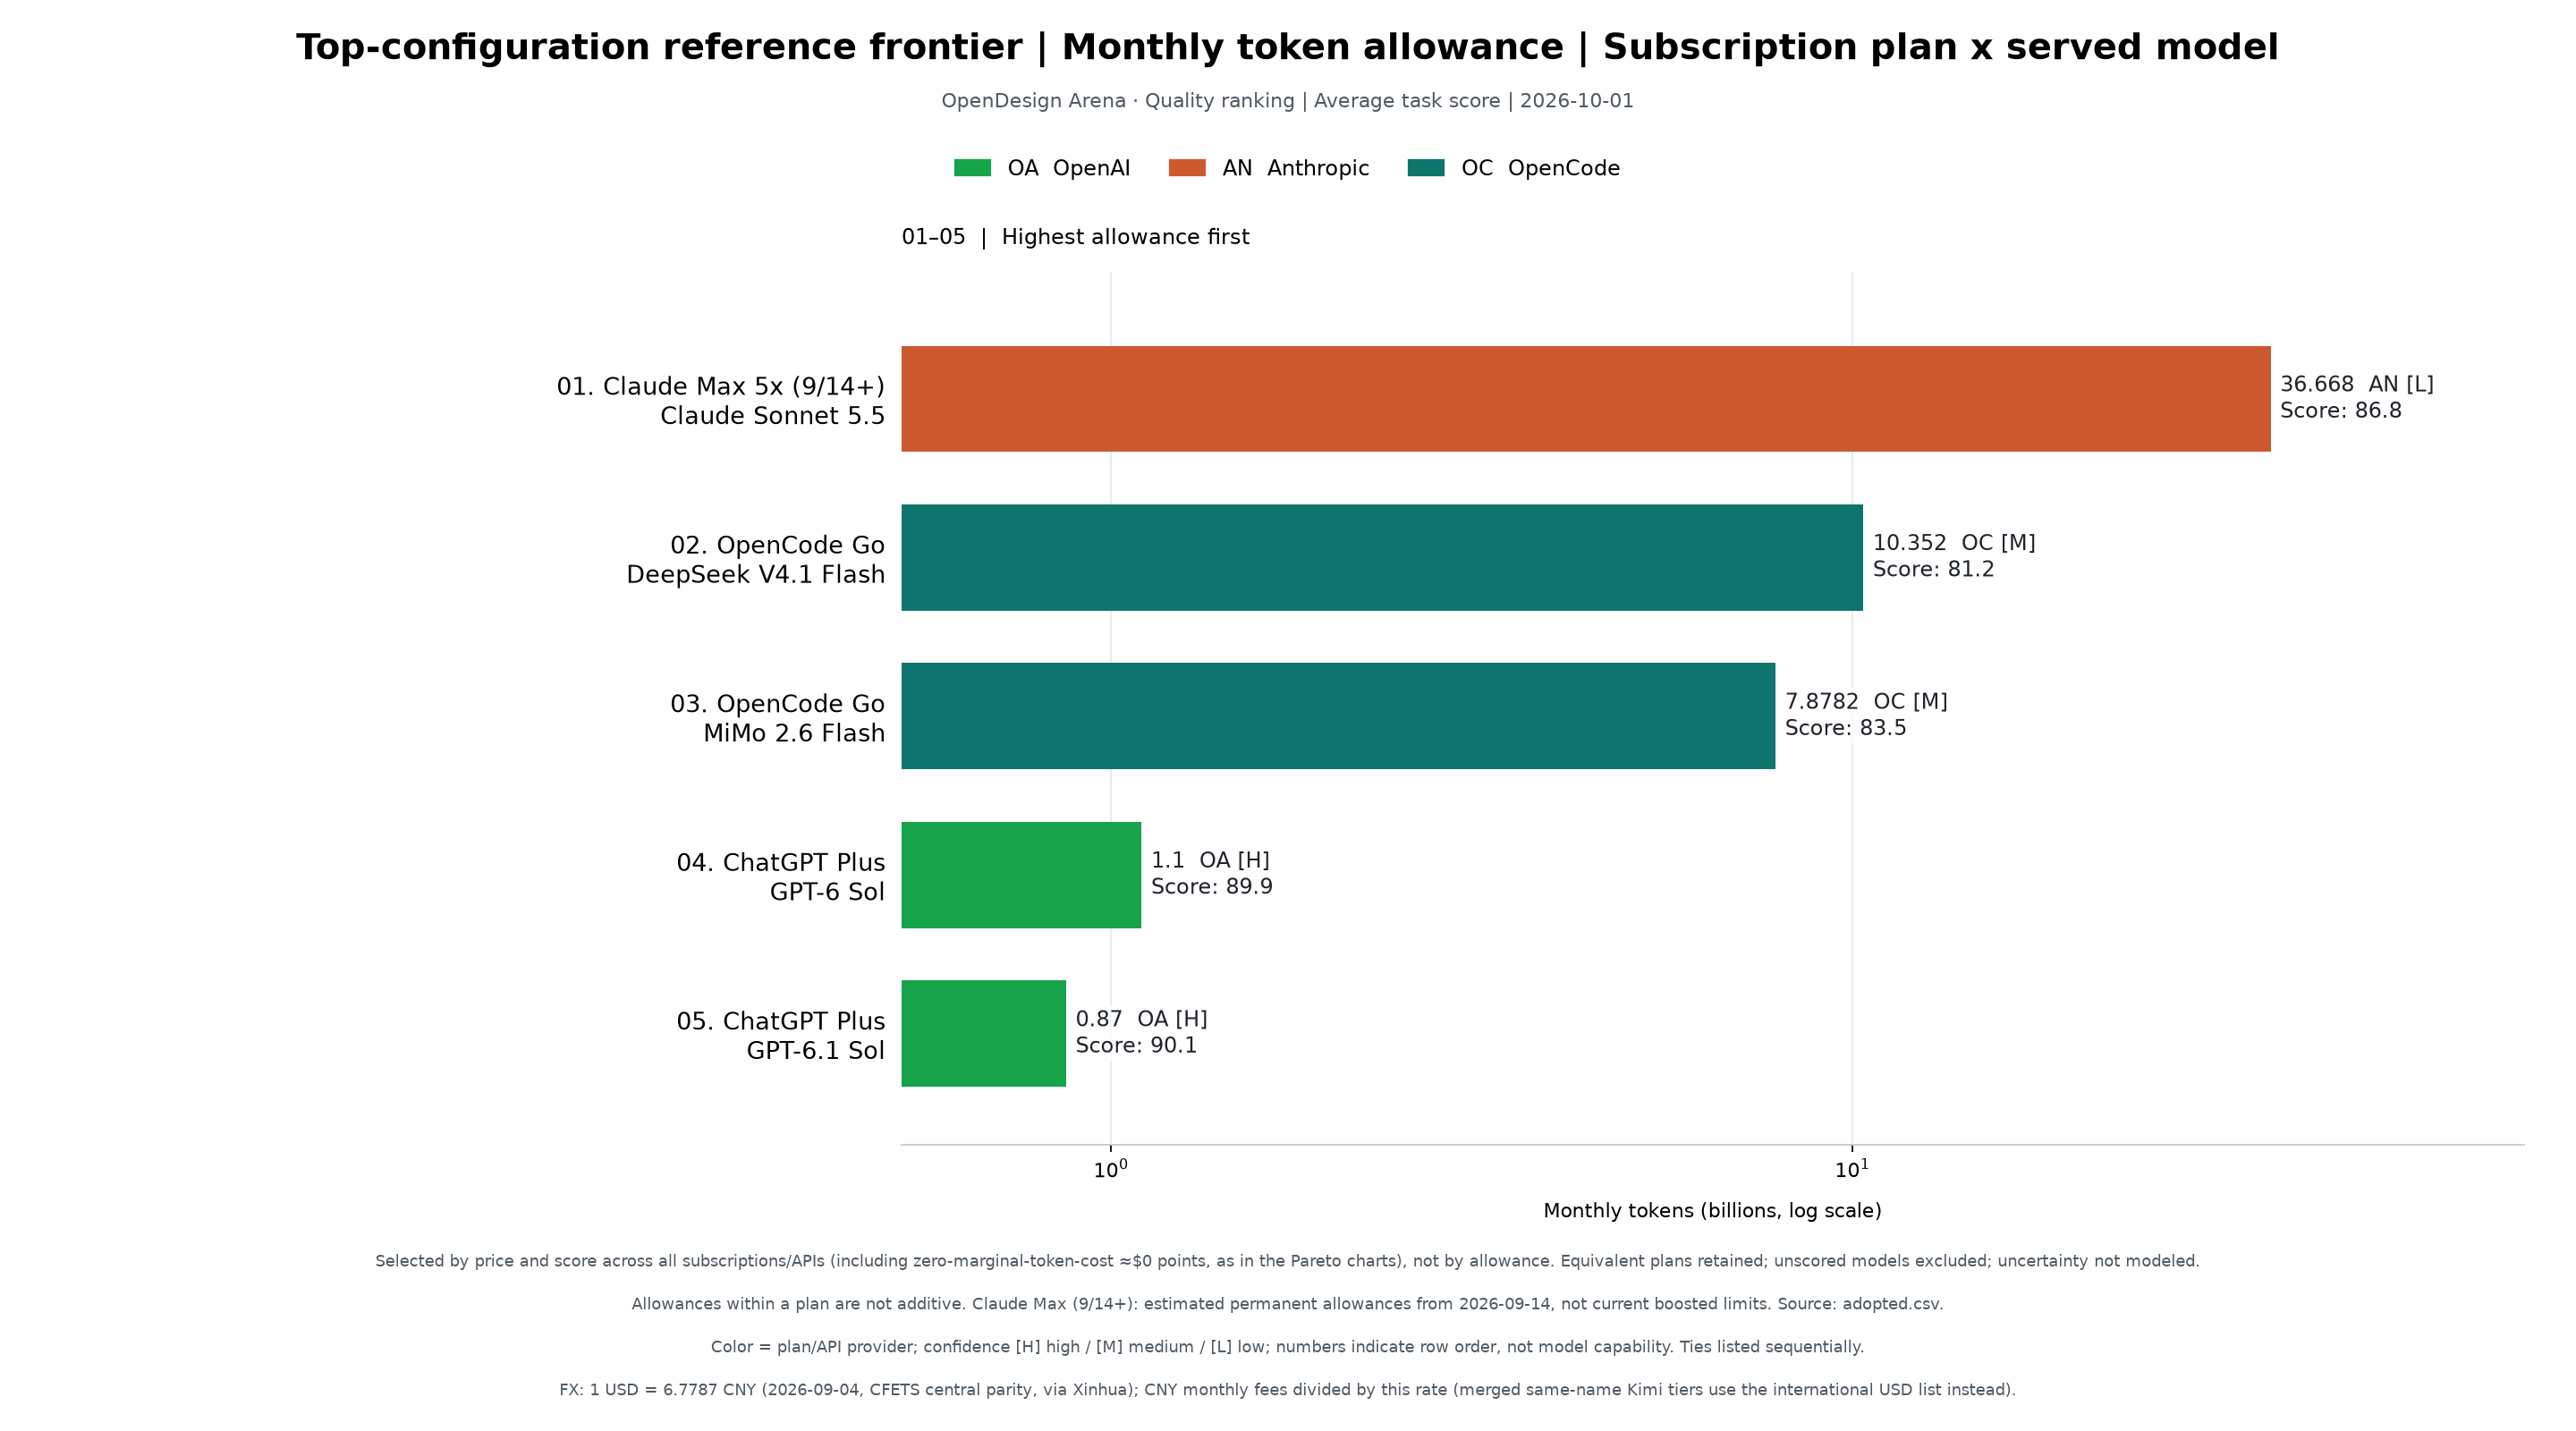 Top-configuration reference frontier | Monthly token allowance | Subscription plan x served model
OpenDesign Arena · Quality ranking | Average task score | 2026-10-01
OA OpenAI AN Anthropic OC OpenCode
01–05 | Highest allowance first
01. Claude Max 5x (9/14+)
Claude Sonnet 5.5
36.668 AN [L]
Score: 86.8
02. OpenCode Go
DeepSeek V4.1 Flash
10.352 OC [M]
Score: 81.2
03. OpenCode Go
MiMo 2.6 Flash
7.8782 OC [M]
Score: 83.5
04. ChatGPT Plus
GPT-6 Sol
1.1 OA [H]
Score: 89.9
05. ChatGPT Plus
GPT-6.1 Sol
0.87 OA [H]
Score: 90.1
10⁰ 10¹
Monthly tokens (billions, log scale)
Selected by price and score across all subscriptions/APIs (including zero-marginal-token-cost ≈$0 points, as in the Pareto charts), not by allowance. Equivalent plans retained; unscored models excluded; uncertainty not modeled.
Allowances within a plan are not additive. Claude Max (9/14+): estimated permanent allowances from 2026-09-14, not current boosted limits. Source: adopted.csv.
Color = plan/API provider; confidence [H] high / [M] medium / [L] low; numbers indicate row order, not model capability. Ties listed sequentially.
FX: 1 USD = 6.7787 CNY (2026-09-04, CFETS central parity, via Xinhua); CNY monthly fees divided by this rate (merged same-name Kimi tiers use the international USD list instead).